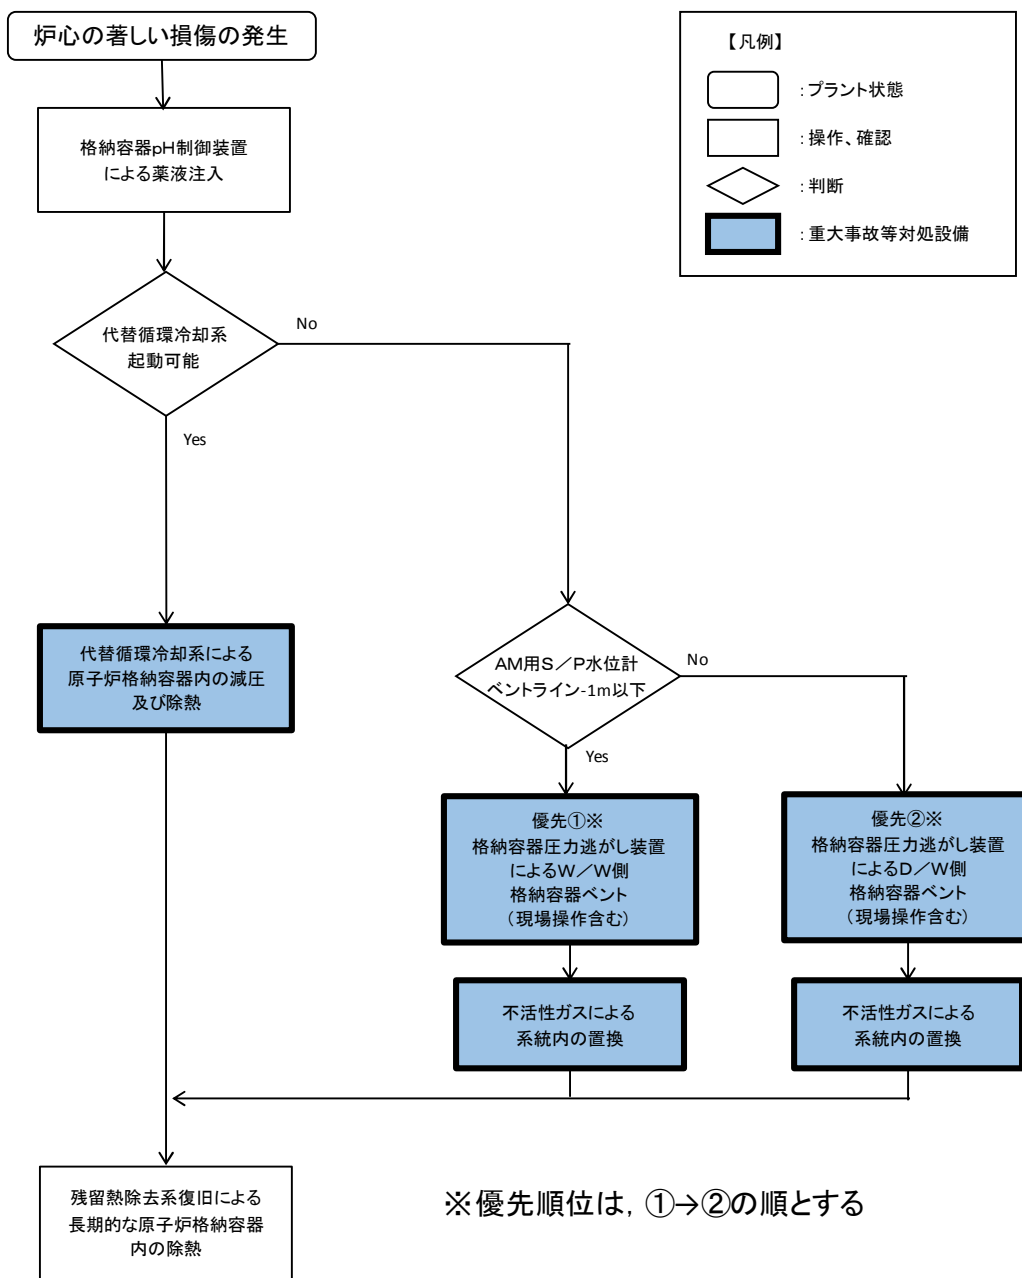 炉心の著しい損傷の発生
【凡例】
：プラント状態
：操作、確認
：判断
：重大事故等対処設備
格納容器pH制御装置
による薬液注入
代替循環冷却系
起動可能
No
Yes
代替循環冷却系による
原子炉格納容器内の減圧
及び除熱
AM用S／P水位計
ベントライン-1m以下
No
Yes
優先①※
格納容器圧力逃がし装置
によるW／W側
格納容器ベント
（現場操作含む）
優先②※
格納容器圧力逃がし装置
によるD／W側
格納容器ベント
（現場操作含む）
不活性ガスによる
系統内の置換
不活性ガスによる
系統内の置換
残留熱除去系復旧による
長期的な原子炉格納容器
内の除熱
※優先順位は，①→②の順とする